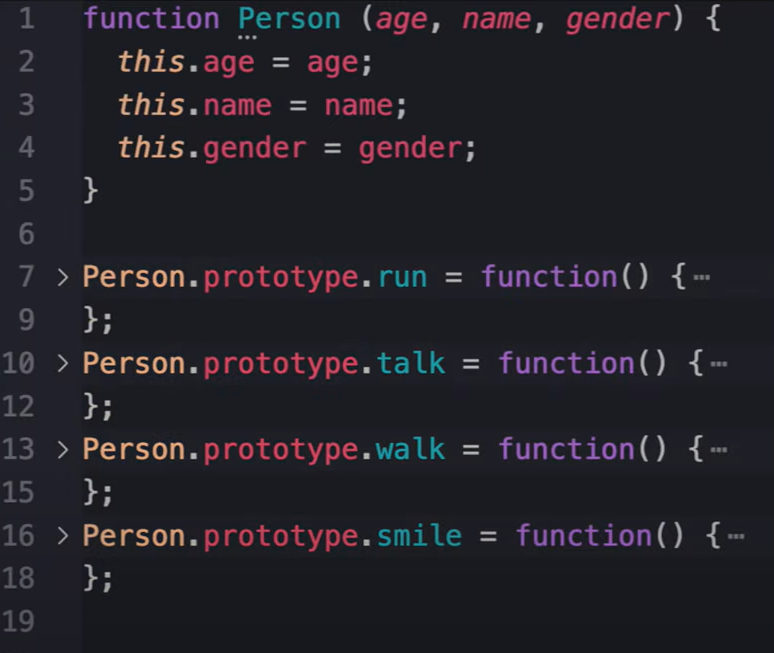 1 function Person (age, name, gender) {
2   this.age = age;
3   this.name = name;
4   this.gender = gender;
5 }
6
7 > Person.prototype.run = function() {⋯
9 };
10 > Person.prototype.talk = function() {⋯
12 };
13 > Person.prototype.walk = function() {⋯
15 };
16 > Person.prototype.smile = function() {⋯
18 };
19